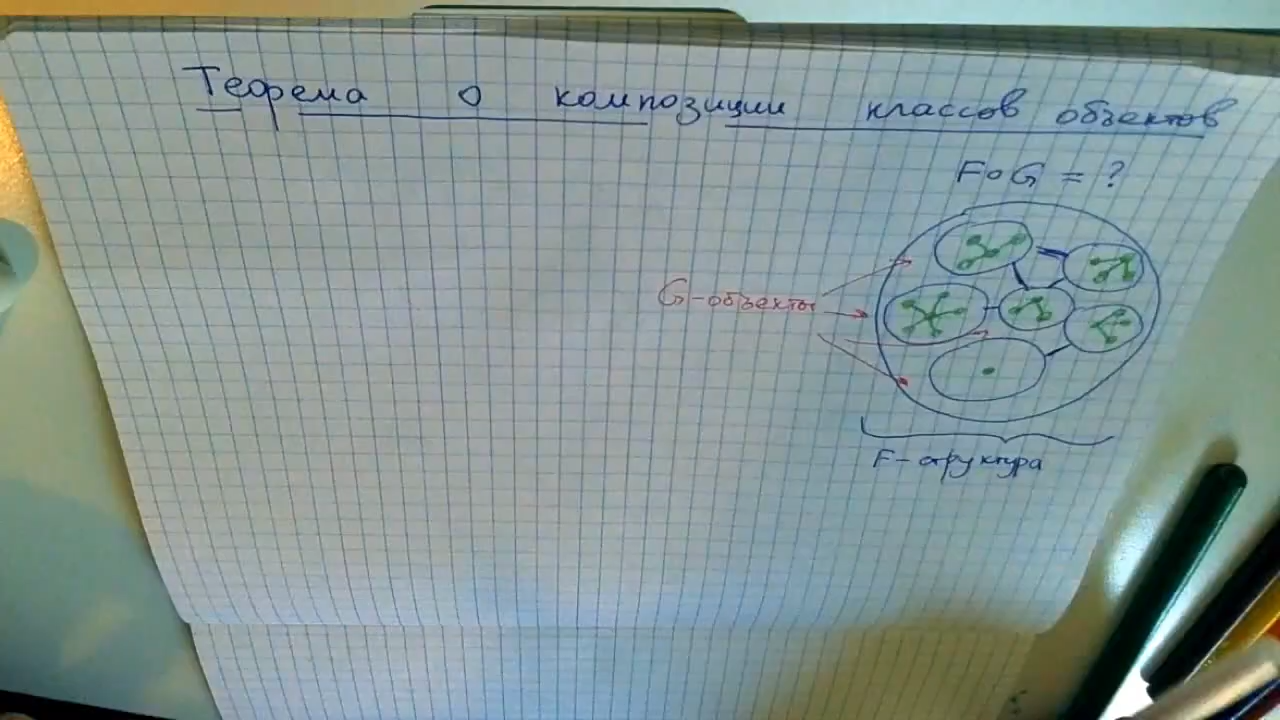 Теорема о композиции классов объектов
F∘G = ?
G-объекты
F-структура